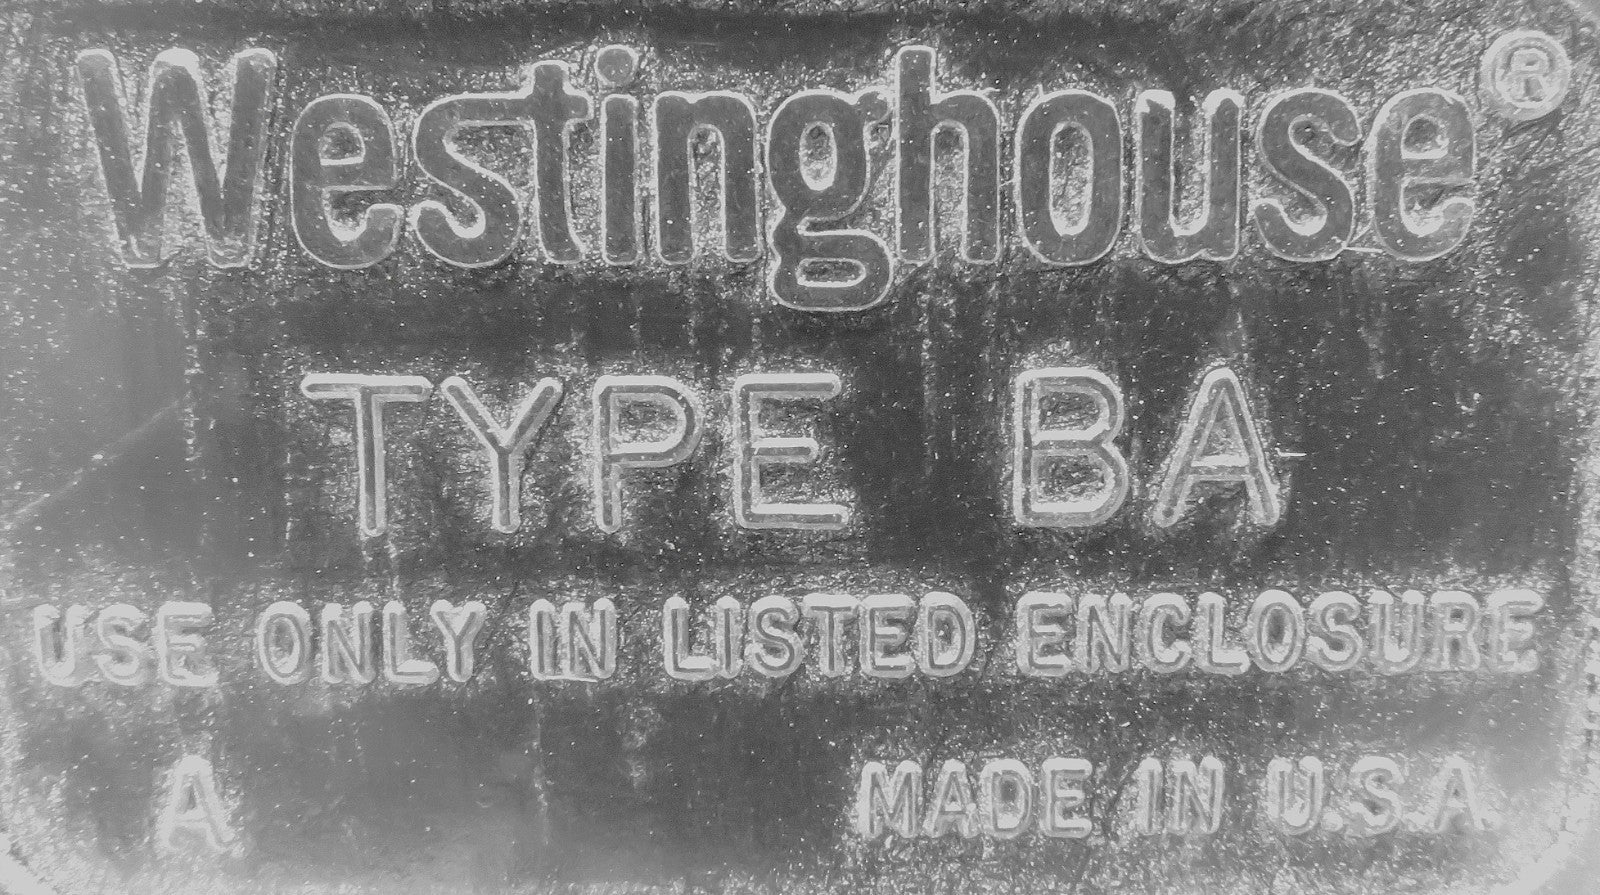 Westinghouse®
TYPE BA
USE ONLY IN LISTED ENCLOSURE
A MADE IN U.S.A.